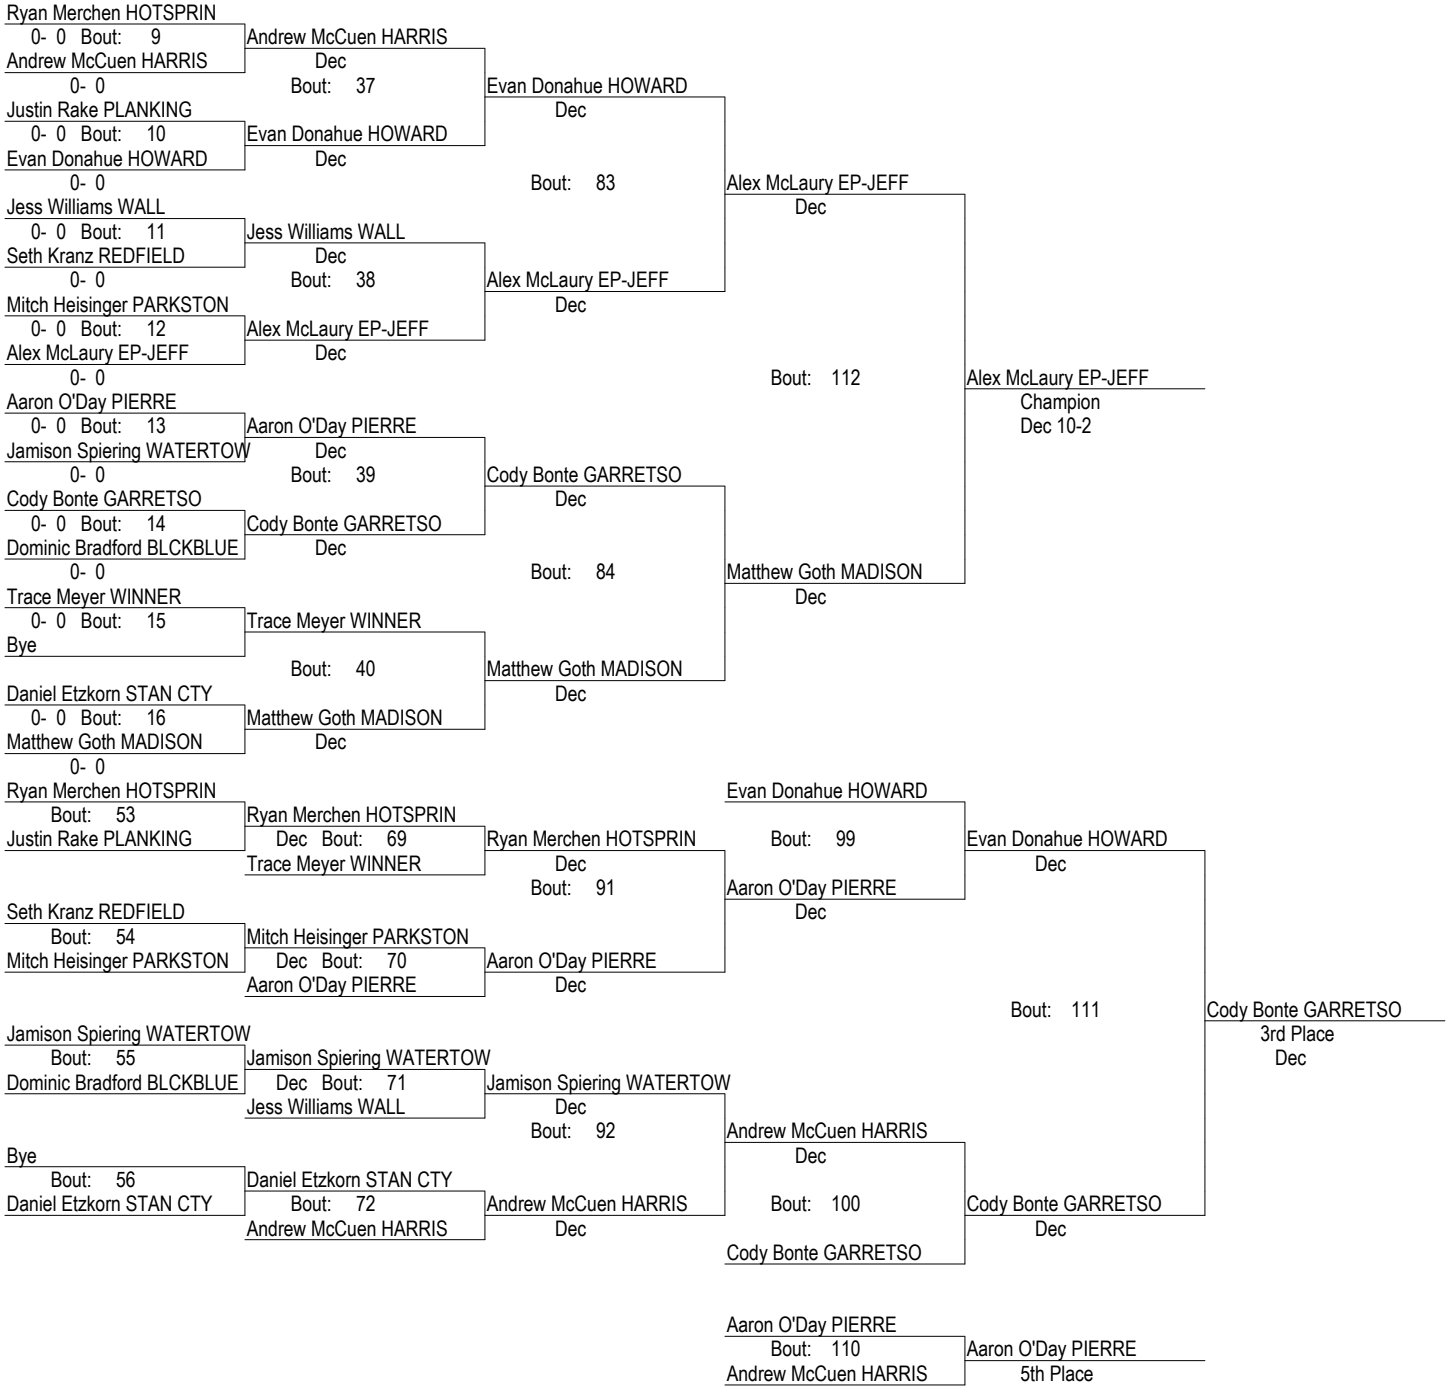 Ryan Merchen HOTSPRIN
0- 0 Bout: 9
Andrew McCuen HARRIS
0- 0
Justin Rake PLANKING
0- 0 Bout: 10
Evan Donahue HOWARD
0- 0
Jess Williams WALL
0- 0 Bout: 11
Seth Kranz REDFIELD
0- 0
Mitch Heisinger PARKSTON
0- 0 Bout: 12
Alex McLaury EP-JEFF
0- 0
Aaron O'Day PIERRE
0- 0 Bout: 13
Jamison Spiering WATERTOW
0- 0
Cody Bonte GARRETSO
0- 0 Bout: 14
Dominic Bradford BLCKBLUE
0- 0
Trace Meyer WINNER
0- 0 Bout: 15
Bye
Daniel Etzkorn STAN CTY
0- 0 Bout: 16
Matthew Goth MADISON
0- 0
Andrew McCuen HARRIS
Dec
Bout: 37
Evan Donahue HOWARD
Dec
Jess Williams WALL
Dec
Bout: 38
Alex McLaury EP-JEFF
Dec
Aaron O'Day PIERRE
Dec
Bout: 39
Cody Bonte GARRETSO
Dec
Trace Meyer WINNER
Bout: 40
Matthew Goth MADISON
Dec
Evan Donahue HOWARD
Dec
Bout: 83
Alex McLaury EP-JEFF
Dec
Cody Bonte GARRETSO
Dec
Bout: 84
Matthew Goth MADISON
Dec
Alex McLaury EP-JEFF
Dec
Bout: 112
Matthew Goth MADISON
Dec
Alex McLaury EP-JEFF
Champion
Dec 10-2
Ryan Merchen HOTSPRIN
Bout: 53
Justin Rake PLANKING
Seth Kranz REDFIELD
Bout: 54
Mitch Heisinger PARKSTON
Jamison Spiering WATERTOW
Bout: 55
Dominic Bradford BLCKBLUE
Bye
Bout: 56
Daniel Etzkorn STAN CTY
Ryan Merchen HOTSPRIN
Dec Bout: 69
Trace Meyer WINNER
Mitch Heisinger PARKSTON
Dec Bout: 70
Aaron O'Day PIERRE
Jamison Spiering WATERTOW
Dec Bout: 71
Jess Williams WALL
Daniel Etzkorn STAN CTY
Bout: 72
Andrew McCuen HARRIS
Ryan Merchen HOTSPRIN
Dec
Bout: 91
Aaron O'Day PIERRE
Dec
Jamison Spiering WATERTOW
Dec
Bout: 92
Andrew McCuen HARRIS
Dec
Evan Donahue HOWARD
Bout: 99
Aaron O'Day PIERRE
Dec
Andrew McCuen HARRIS
Dec
Bout: 100
Cody Bonte GARRETSO
Evan Donahue HOWARD
Dec
Bout: 111
Cody Bonte GARRETSO
Dec
Cody Bonte GARRETSO
3rd Place
Dec
Aaron O'Day PIERRE
Bout: 110
Andrew McCuen HARRIS
Aaron O'Day PIERRE
5th Place